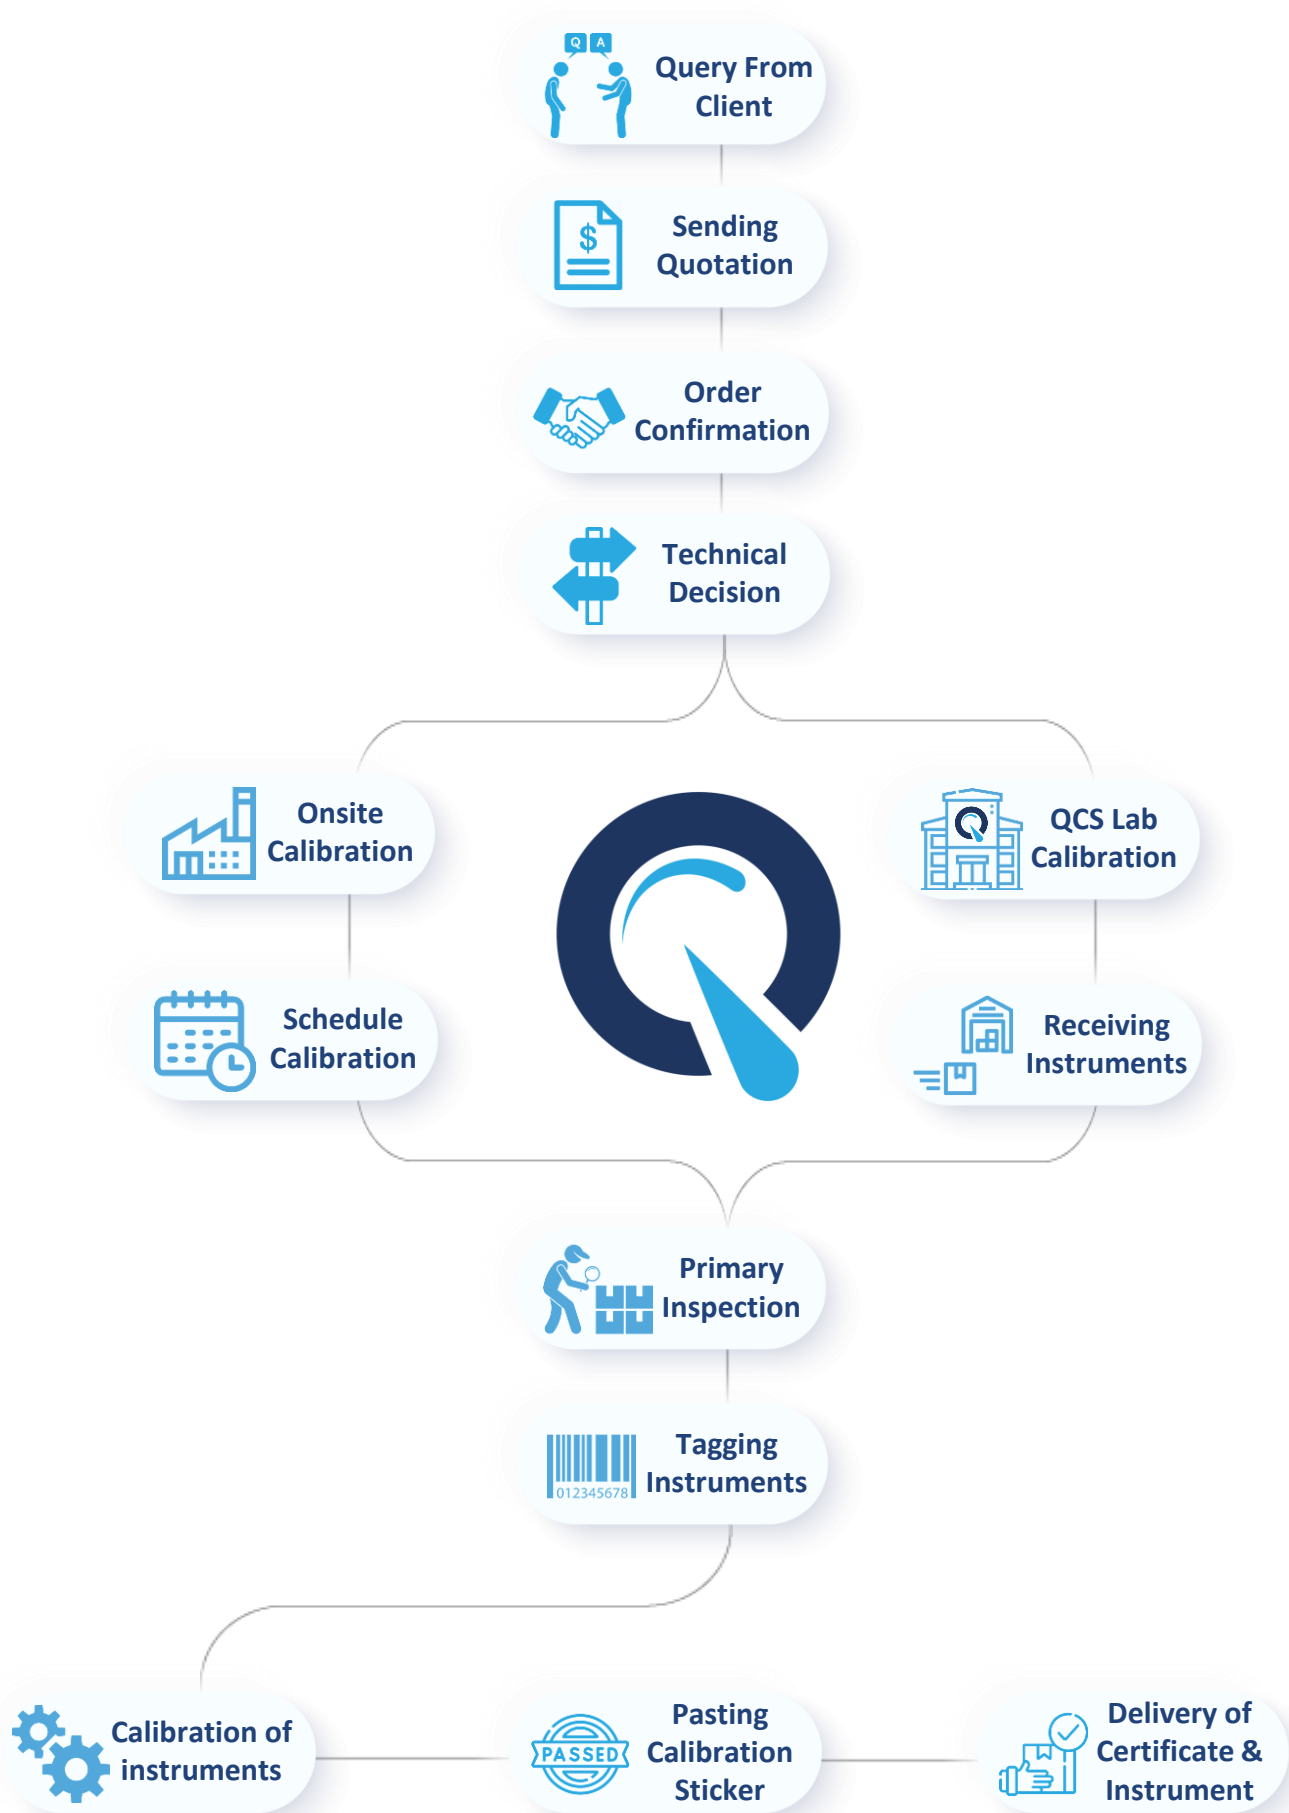 Q A
Query From
Client
$
Sending
Quotation
Order
Confirmation
Technical
Decision
Onsite
Calibration
QCS Lab
Calibration
Schedule
Calibration
Receiving
Instruments
Primary
Inspection
Tagging
Instruments
012345678
Calibration of
instruments
PASSED
Pasting
Calibration
Sticker
Delivery of
Certificate &
Instrument